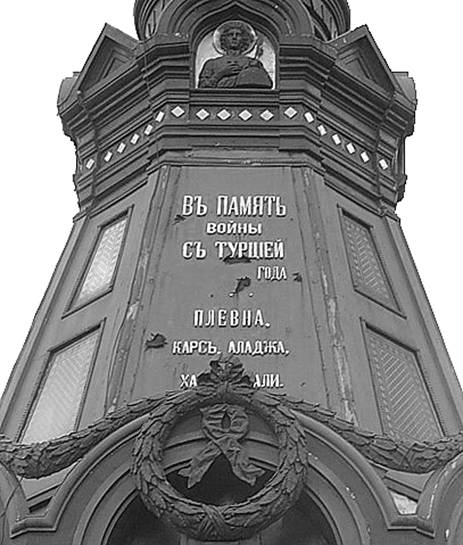 ВЪ ПАМЯТЬ
ВОЙНЫ
СЪ ТУРЦІЕЙ
ГОДА
ПЛЕВНА.
КАРСЪ, АЛАДЖА,